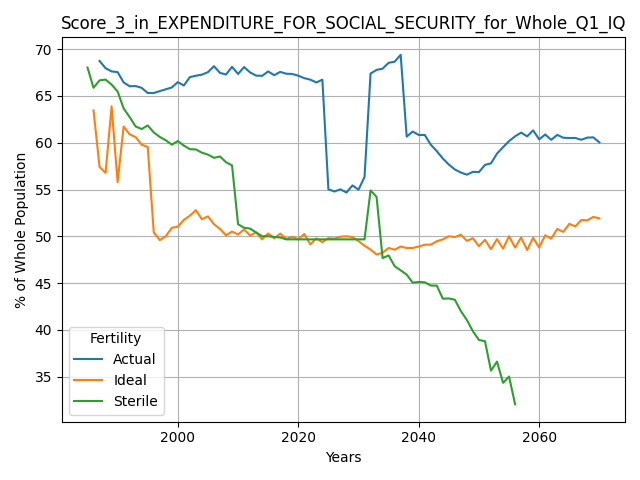 Score_3_in_EXPENDITURE_FOR_SOCIAL_SECURITY_for_Whole_Q1_IQ
70
65
60
55
50
45
40
35
% of Whole Population
Fertility
Actual
Ideal
Sterile
2000
2020
2040
2060
Years